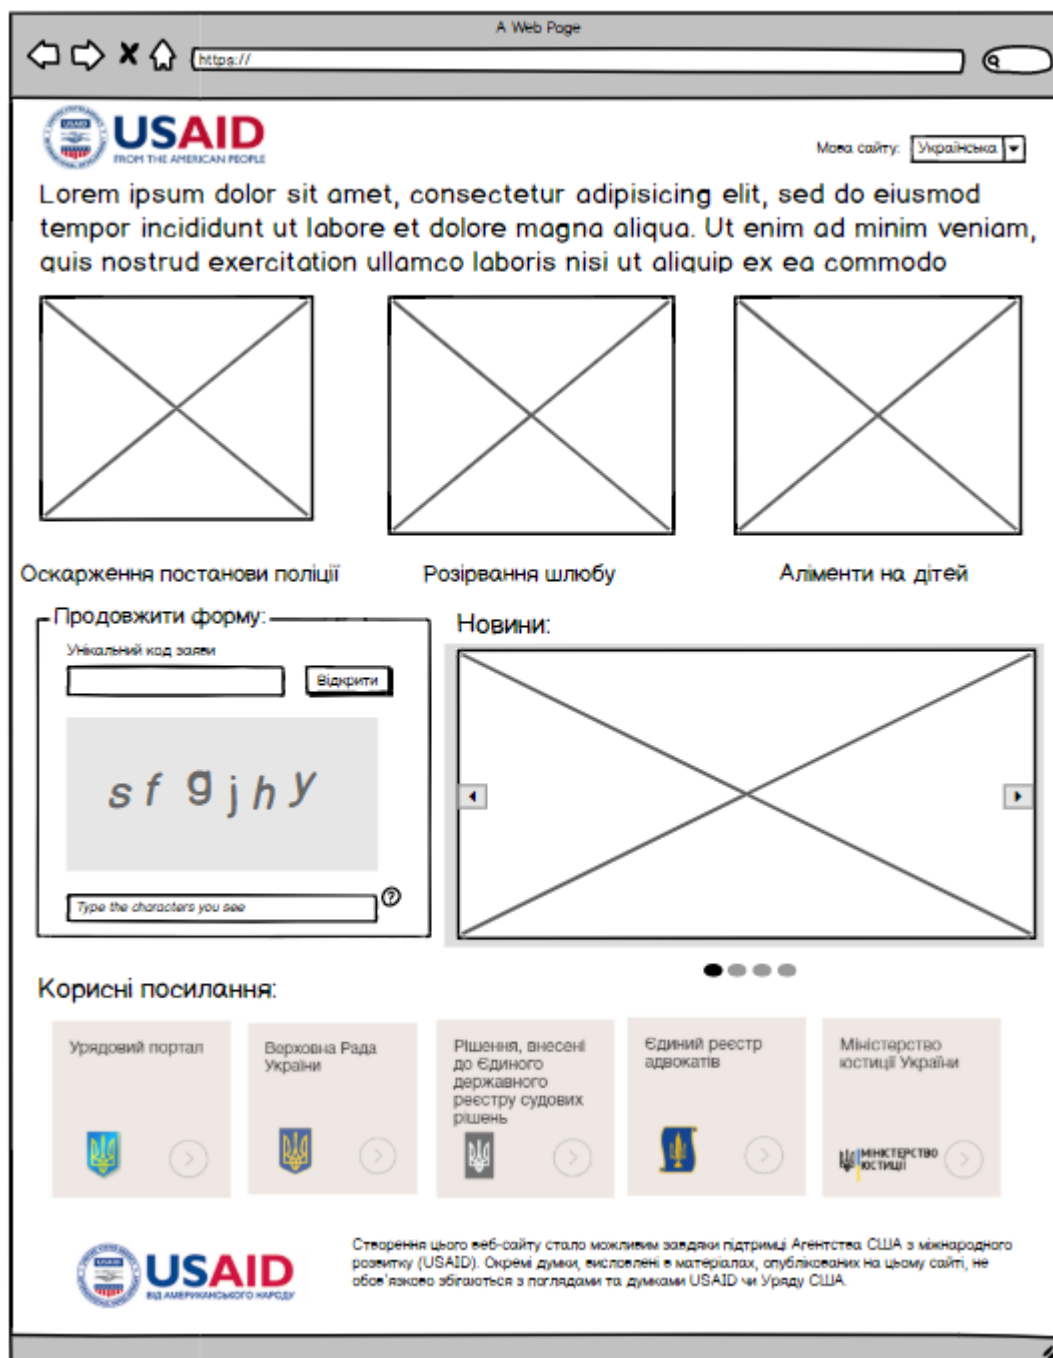 A Web Page
https://
USAID
USAID
FROM THE AMERICAN PEOPLE
Мова сайту:
Українська
Lorem ipsum dolor sit amet, consectetur adipisicing elit, sed do eiusmod
tempor incididunt ut labore et dolore magna aliqua. Ut enim ad minim veniam,
quis nostrud exercitation ullamco laboris nisi ut aliquip ex ea commodo
Оскарження постанови поліції
Розірвання шлюбу
Аліменти на дітей
Продовжити форму:
Унікальний код заяви
Відкрити
s f g j h y
Type the characters you see
?
Новини:
Корисні посилання:
Урядовий портал
Верховна Рада
України
Рішення, внесені
до Єдиного
державного
реєстру судових
рішень
Єдиний реєстр
адвокатів
Міністерство
юстиції України
МІНІСТЕРСТВО
ЮСТИЦІЇ
USAID
USAID
ВІД АМЕРИКАНСЬКОГО НАРОДУ
Створення цього веб-сайту стало можливим завдяки підтримці Агентства США з міжнародного
розвитку (USAID). Окремі думки, висловлені в матеріалах, опублікованих на цьому сайті, не
обов'язково збігаються з поглядами та думками USAID чи Уряду США.